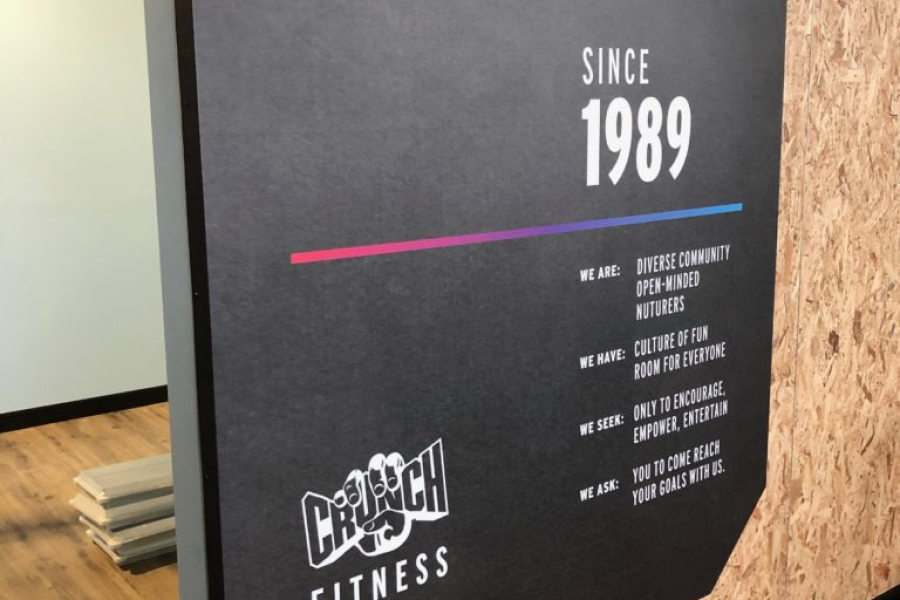 SINCE
1989
WE ARE: DIVERSE COMMUNITY
OPEN-MINDED
NUTURERS
WE HAVE: CULTURE OF FUN
ROOM FOR EVERYONE
WE SEEK: ONLY TO ENCOURAGE,
EMPOWER, ENTERTAIN
WE ASK: YOU TO COME REACH
YOUR GOALS WITH US.
CRUNCH
FITNESS